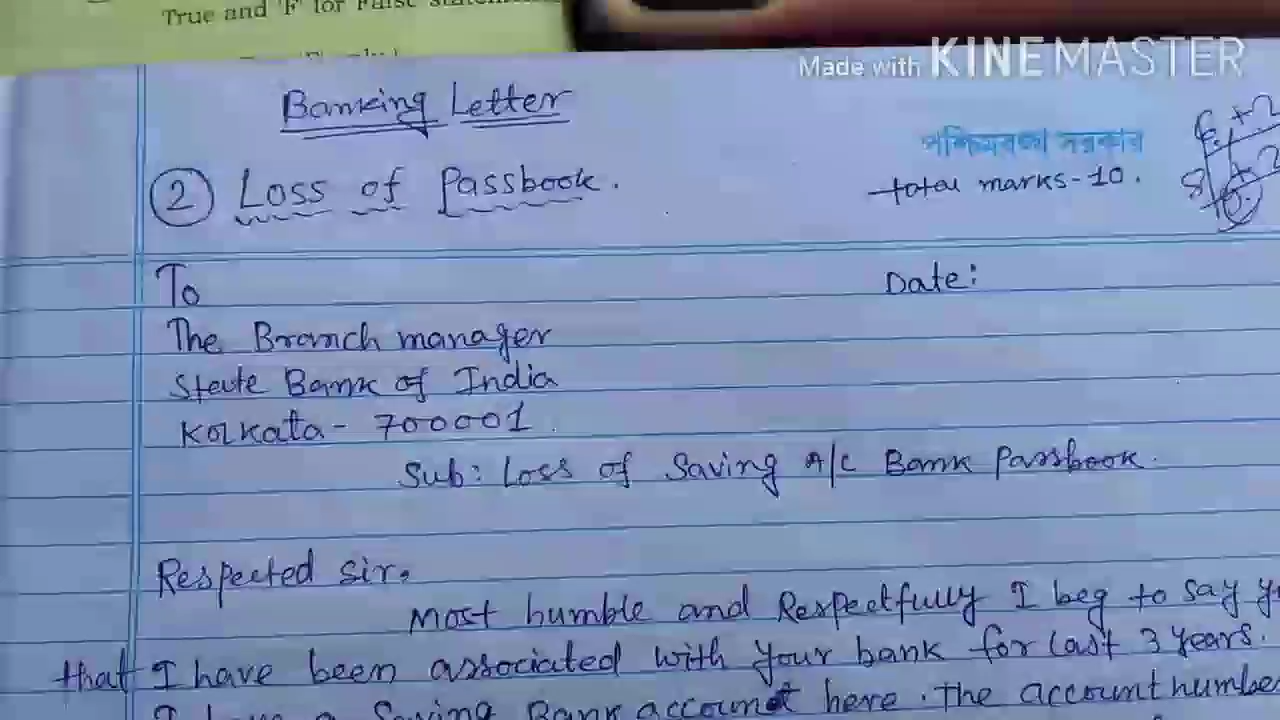 True and 'F' for False statem
Made with KINEMASTER
Banking Letter
পশ্চিমবঙ্গ সরকার
② Loss of Passbook.
total marks-10.
To
Date:
The Branch manager
State Bank of India
Kolkata- 700001.
Sub: Loss of Saving A/C Bank Passbook.
Respected sir,
Most humble and Respectfully I beg to say
that I have been associated with your bank for last 3 years.
Saving Bank account here. The account number